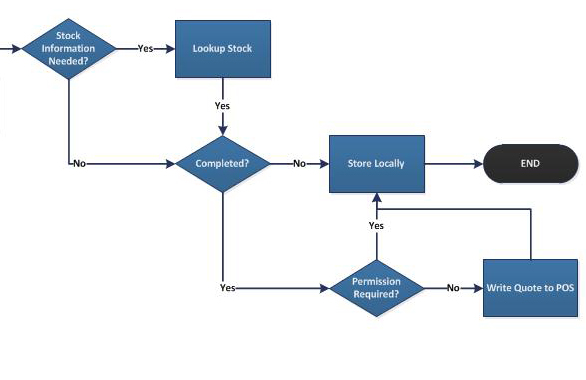 Stock
Information
Needed?
Yes
Lookup Stock
Yes
No
Completed?
No
Store Locally
END
Yes
Yes
Permission
Required?
No
Write Quote to POS